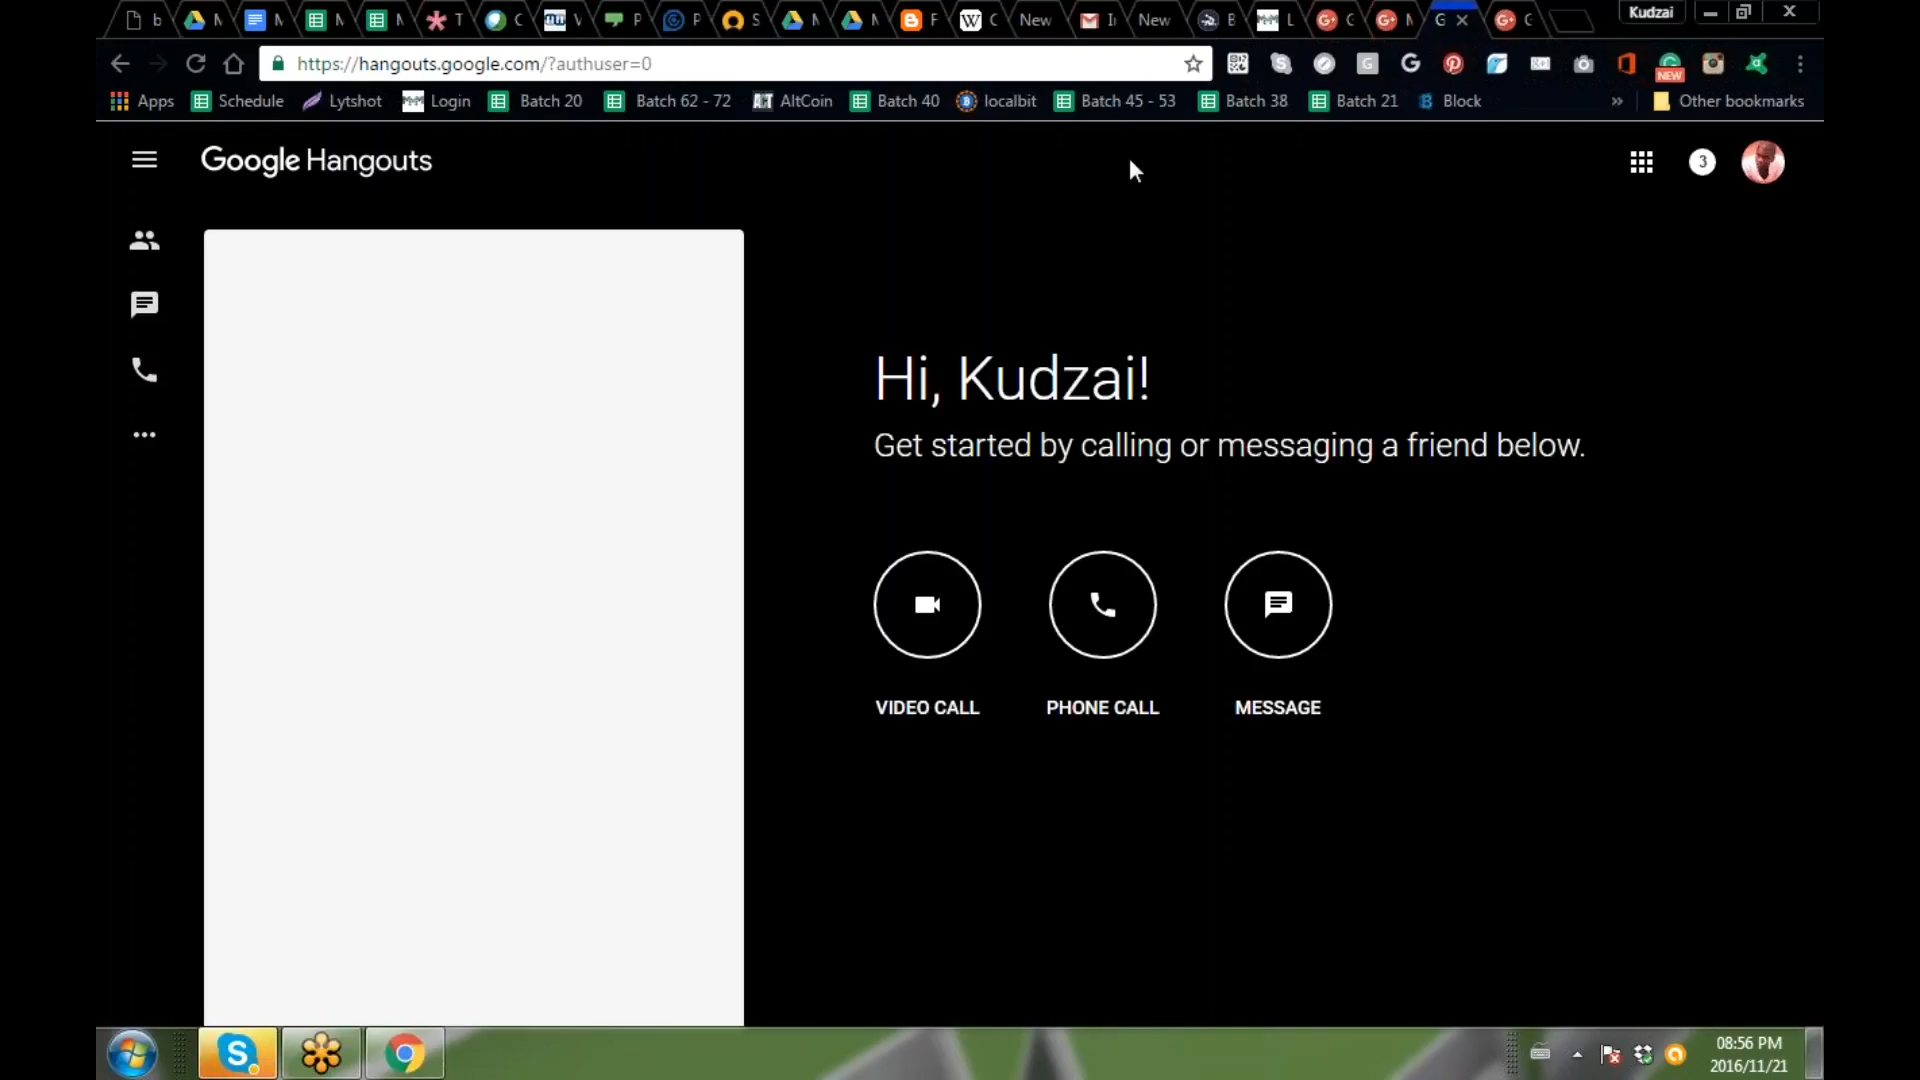 Kudzai
https://hangouts.google.com/?authuser=0
NEW
Apps Schedule Lytshot Login Batch 20 Batch 62 - 72 AltCoin Batch 40 localbit Batch 45 - 53 Batch 38 Batch 21 Block » Other bookmarks
Google Hangouts
3
Hi, Kudzai!
Get started by calling or messaging a friend below.
VIDEO CALL PHONE CALL MESSAGE
08:56 PM
2016/11/21